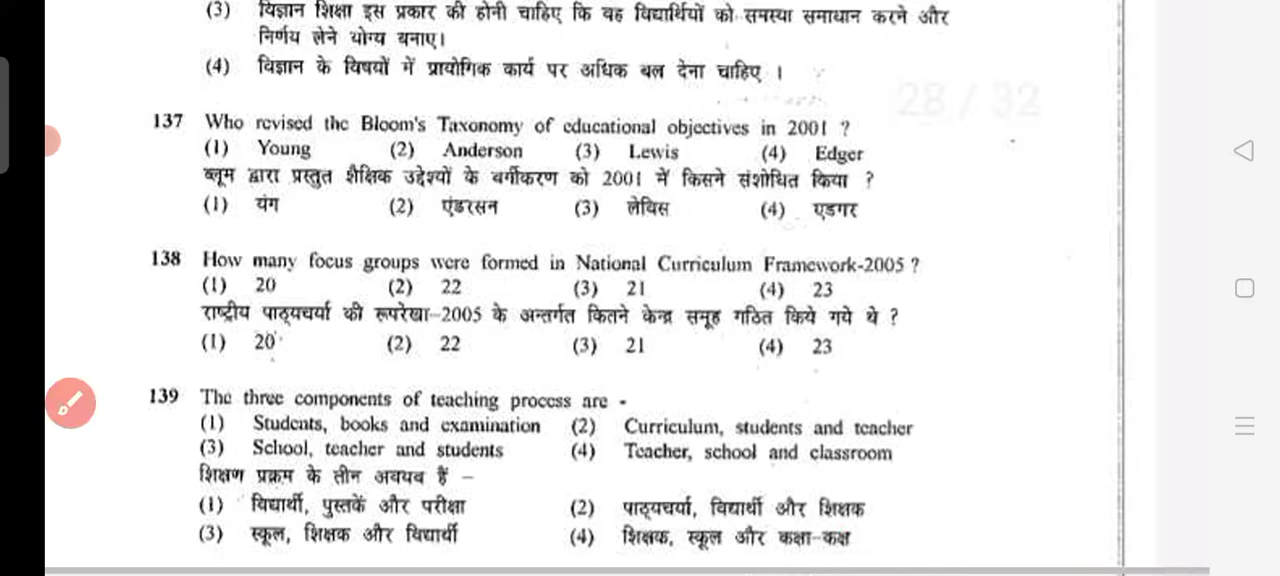 (3) विज्ञान शिक्षा इस प्रकार की होनी चाहिए कि वह विद्यार्थियों को समस्या समाधान करने और
निर्णय लेने योग्य बनाए।
(4) विज्ञान के विषयों में प्रायोगिक कार्य पर अधिक बल देना चाहिए ।
28 / 32
137 Who revised the Bloom's Taxonomy of educational objectives in 2001 ?
(1) Young (2) Anderson (3) Lewis (4) Edger
ब्लूम द्वारा प्रस्तुत शैक्षिक उद्देश्यों के वर्गीकरण को 2001 में किसने संशोधित किया ?
(1) यंग (2) एंडरसन (3) लेविस (4) एडगर
138 How many focus groups were formed in National Curriculum Framework-2005 ?
(1) 20 (2) 22 (3) 21 (4) 23
राष्ट्रीय पाठ्यचर्या की रूपरेखा-2005 के अन्तर्गत कितने केन्द्र समूह गठित किये गये थे ?
(1) 20 (2) 22 (3) 21 (4) 23
139 The three components of teaching process are -
(1) Students, books and examination (2) Curriculum, students and teacher
(3) School, teacher and students (4) Teacher, school and classroom
शिक्षण प्रक्रम के तीन अवयव हैं -
(1) विद्यार्थी, पुस्तकें और परीक्षा (2) पाठ्यचर्या, विद्यार्थी और शिक्षक
(3) स्कूल, शिक्षक और विद्यार्थी (4) शिक्षक, स्कूल और कक्षा-कक्ष